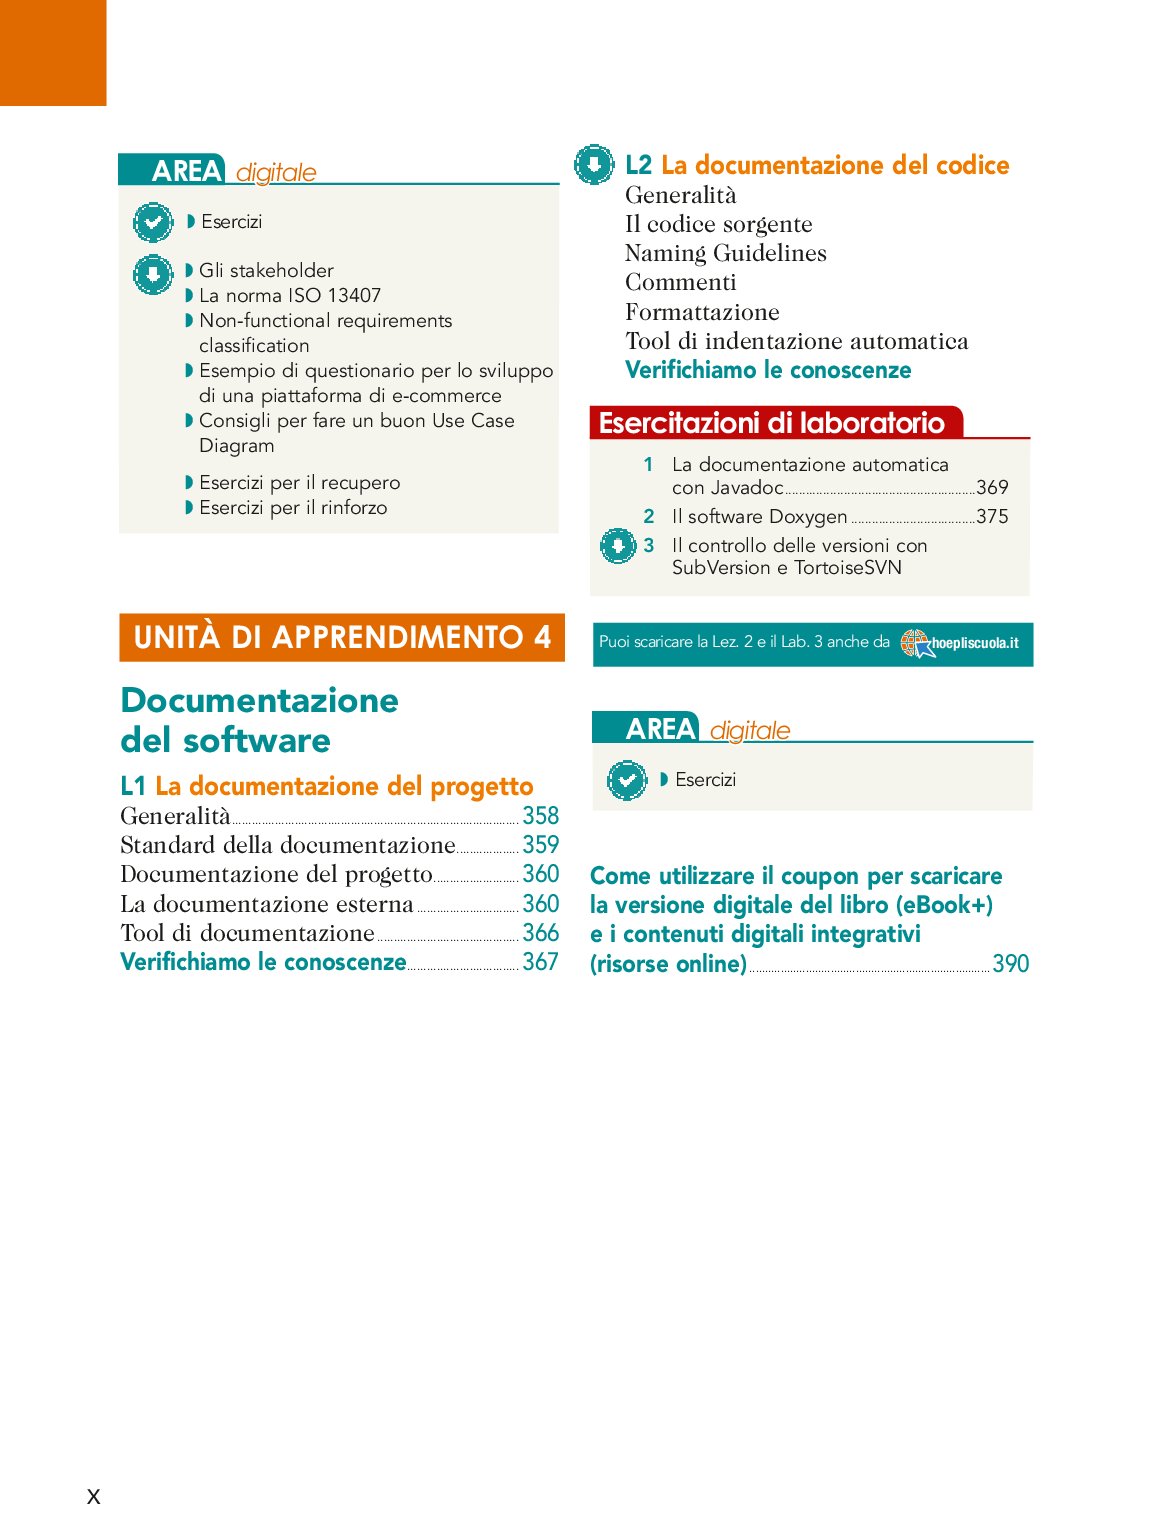 AREA digitale
Esercizi
Gli stakeholder
La norma ISO 13407
Non-functional requirements
classification
Esempio di questionario per lo sviluppo
di una piattaforma di e-commerce
Consigli per fare un buon Use Case
Diagram
Esercizi per il recupero
Esercizi per il rinforzo
UNITÀ DI APPRENDIMENTO 4
Documentazione
del software
L1 La documentazione del progetto
Generalità 358
Standard della documentazione 359
Documentazione del progetto 360
La documentazione esterna 360
Tool di documentazione 366
Verifichiamo le conoscenze 367
L2 La documentazione del codice
Generalità
Il codice sorgente
Naming Guidelines
Commenti
Formattazione
Tool di indentazione automatica
Verifichiamo le conoscenze
Esercitazioni di laboratorio
1 La documentazione automatica
con Javadoc 369
2 Il software Doxygen 375
3 Il controllo delle versioni con
SubVersion e TortoiseSVN
Puoi scaricare la Lez. 2 e il Lab. 3 anche da hoepliscuola.it
AREA digitale
Esercizi
Come utilizzare il coupon per scaricare
la versione digitale del libro (eBook+)
e i contenuti digitali integrativi
(risorse online) 390
X